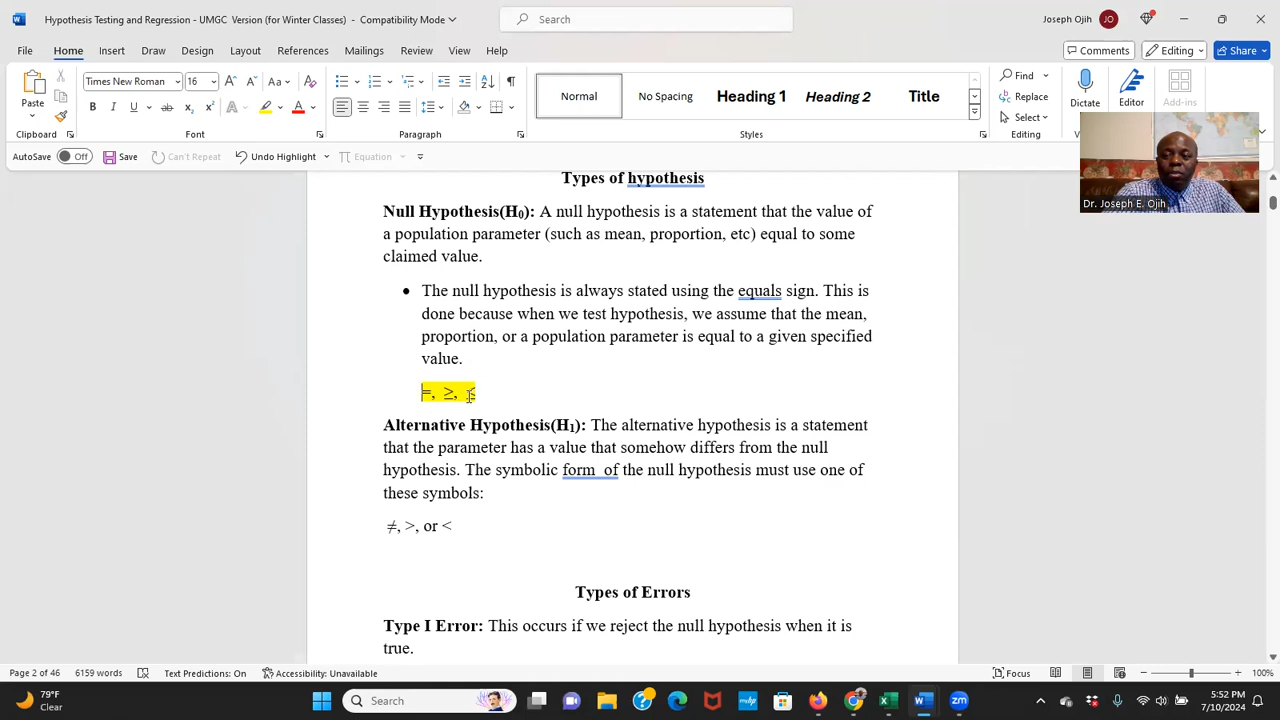 Hypothesis Testing and Regression - UMGC Version (for Winter Classes) - Compatibility Mode
Search
Joseph Ojih
JO
File Home Insert Draw Design Layout References Mailings Review View Help
Comments
Editing
Share
Paste
Times New Roman
16
Normal
No Spacing
Heading 1
Heading 2
Title
Find
Replace
Select
Dictate
Editor
Add-ins
Clipboard
Font
Paragraph
Styles
Editing
AutoSave Off
Save
Can't Repeat
Undo Highlight
Equation
Dr. Joseph E. Ojih
Types of hypothesis
Null Hypothesis(H₀): A null hypothesis is a statement that the value of
a population parameter (such as mean, proportion, etc) equal to some
claimed value.
• The null hypothesis is always stated using the equals sign. This is
done because when we test hypothesis, we assume that the mean,
proportion, or a population parameter is equal to a given specified
value.
=, ≥, ≤
Alternative Hypothesis(H₁): The alternative hypothesis is a statement
that the parameter has a value that somehow differs from the null
hypothesis. The symbolic form of the null hypothesis must use one of
these symbols:
≠, >, or <
Types of Errors
Type I Error: This occurs if we reject the null hypothesis when it is
true.
Page 2 of 46 6159 words Text Predictions: On Accessibility: Unavailable
Focus
100%
79°F
Clear
Search
5:52 PM
7/10/2024